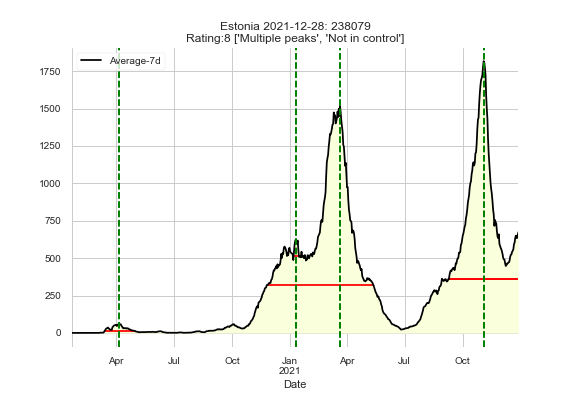 Estonia 2021-12-28: 238079
Rating:8 ['Multiple peaks', 'Not in control']
Average-7d
1750
1500
1250
1000
750
500
250
0
Apr Jul Oct Jan Apr Jul Oct
2021
Date